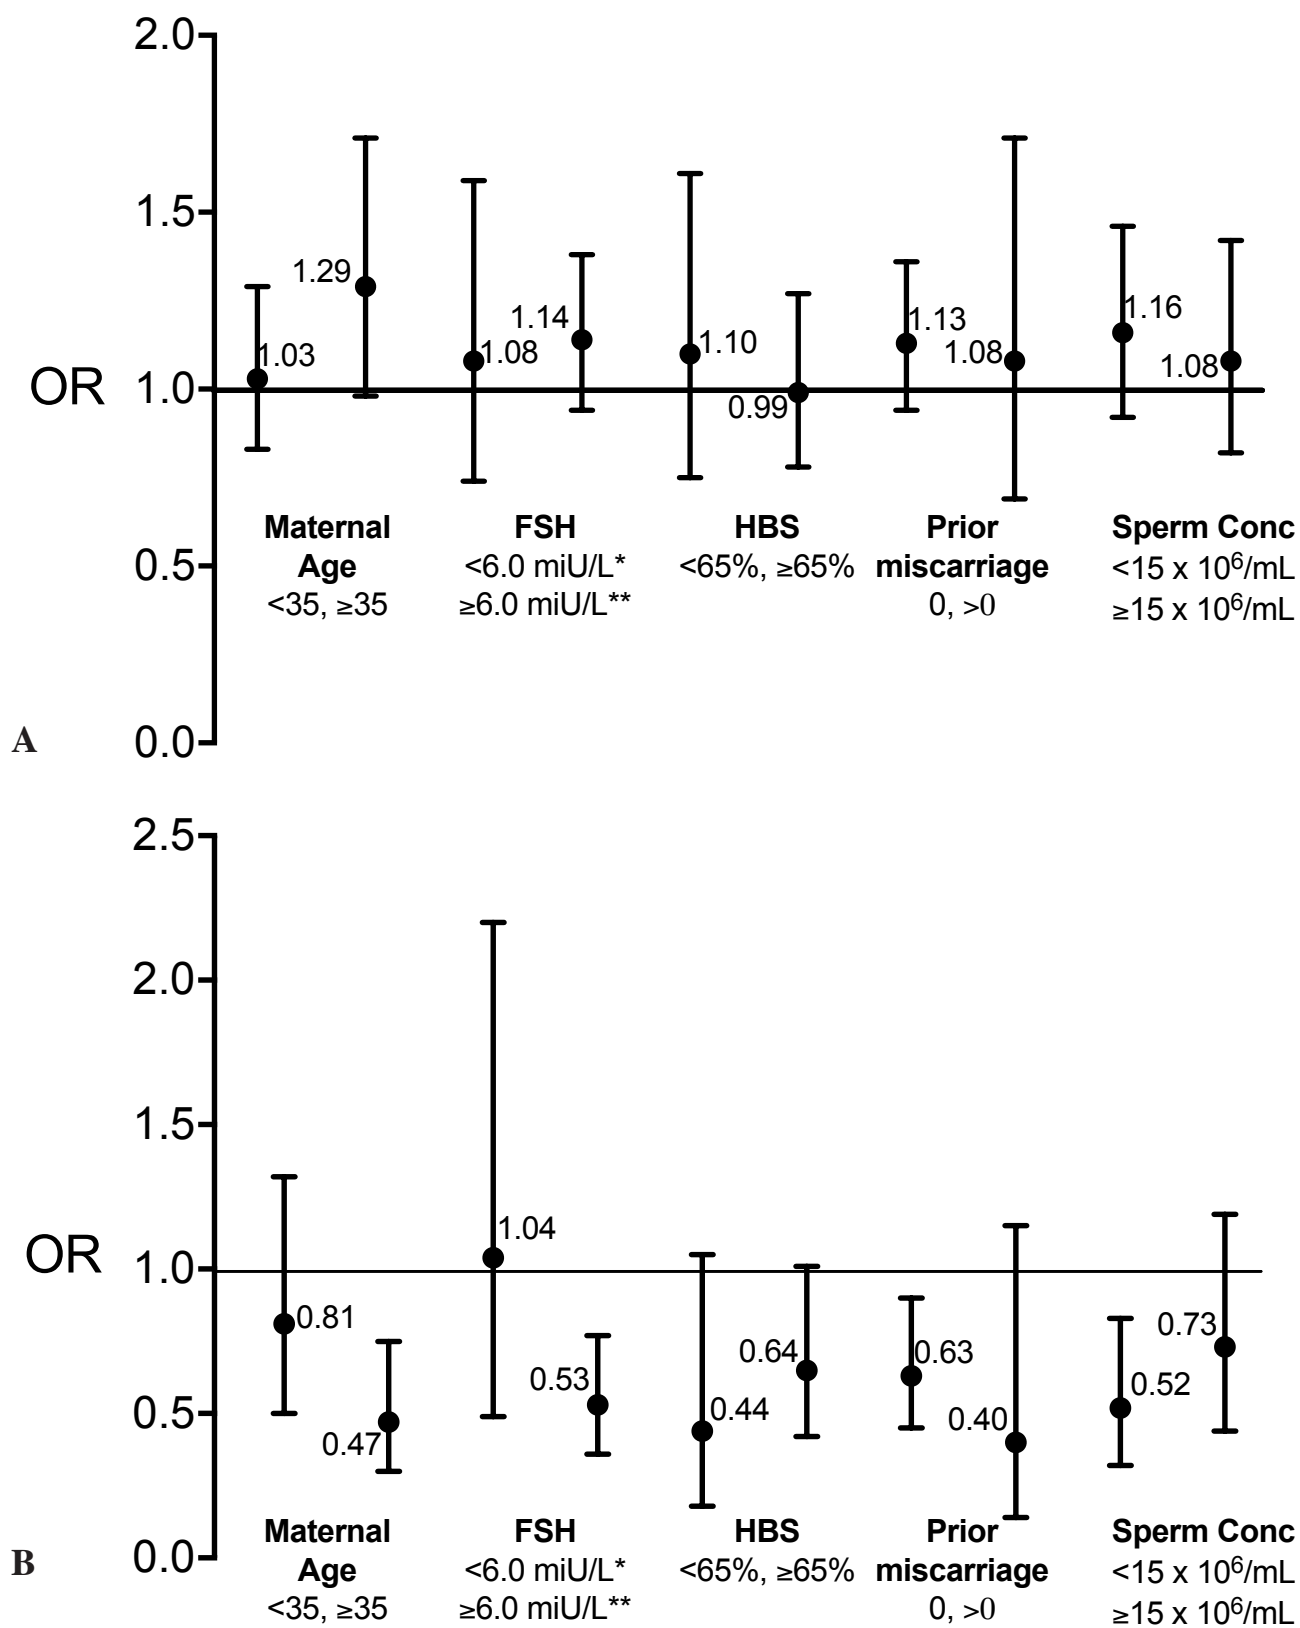 2.0
1.5
OR 1.0
0.5
0.0
1.03
1.29
1.08
1.14
1.10
0.99
1.13
1.08
1.16
1.08
Maternal
Age
<35, ≥35
FSH
<6.0 miU/L*
≥6.0 miU/L**
HBS
<65%, ≥65%
Prior
miscarriage
0, >0
Sperm Conc
<15 x 10⁶/mL
≥15 x 10⁶/mL
A
2.5
2.0
1.5
OR 1.0
0.5
0.0
0.81
0.47
1.04
0.53
0.44
0.64
0.63
0.40
0.52
0.73
Maternal
Age
<35, ≥35
FSH
<6.0 miU/L*
≥6.0 miU/L**
HBS
<65%, ≥65%
Prior
miscarriage
0, >0
Sperm Conc
<15 x 10⁶/mL
≥15 x 10⁶/mL
B